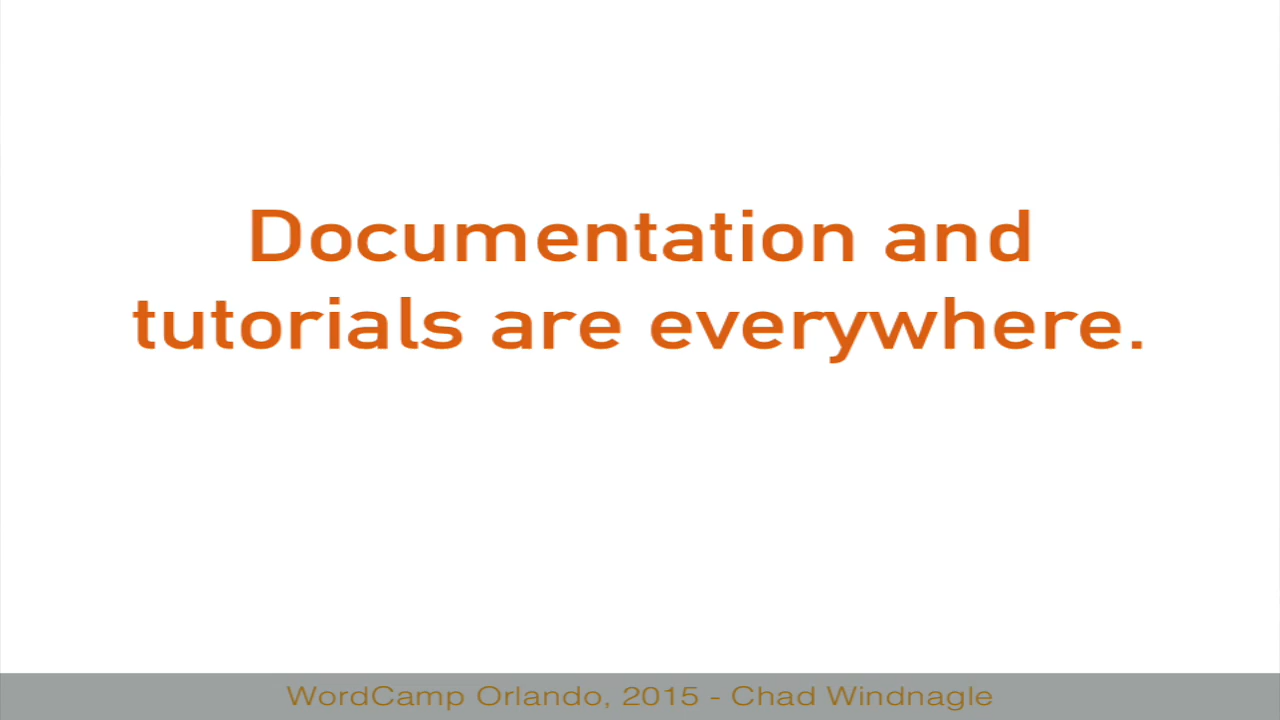 Documentation and
tutorials are everywhere.
WordCamp Orlando, 2015 - Chad Windnagle